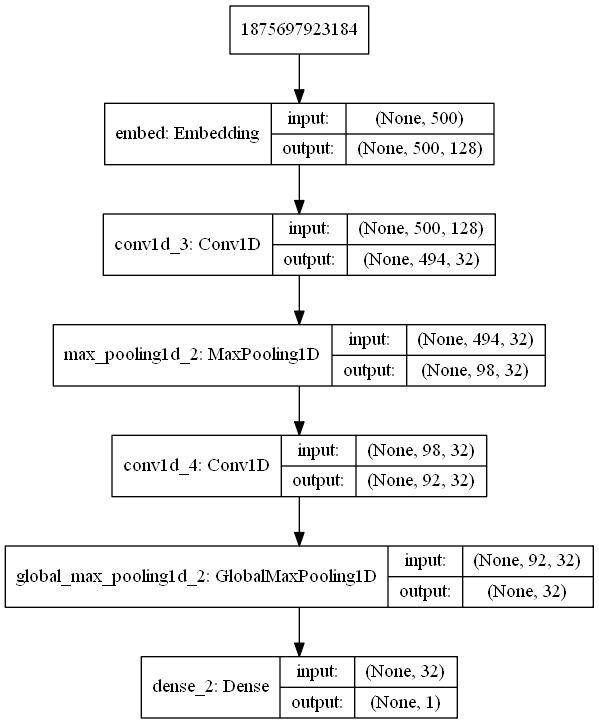 1875697923184
embed: Embedding input: (None, 500)
output: (None, 500, 128)
conv1d_3: Conv1D input: (None, 500, 128)
output: (None, 494, 32)
max_pooling1d_2: MaxPooling1D input: (None, 494, 32)
output: (None, 98, 32)
conv1d_4: Conv1D input: (None, 98, 32)
output: (None, 92, 32)
global_max_pooling1d_2: GlobalMaxPooling1D input: (None, 92, 32)
output: (None, 32)
dense_2: Dense input: (None, 32)
output: (None, 1)